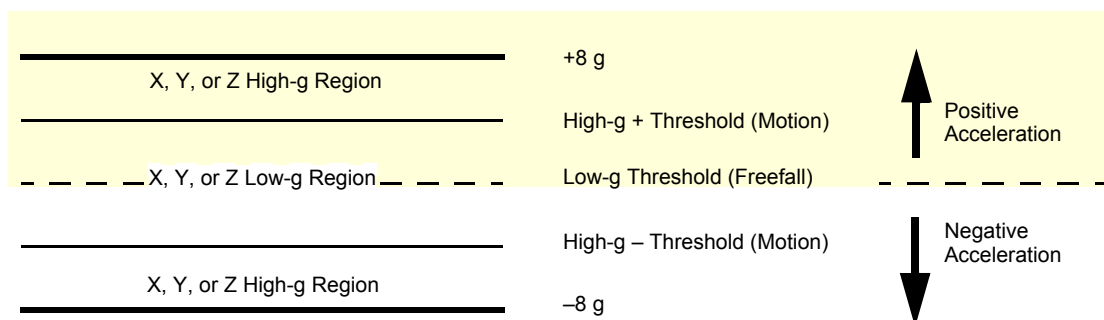 +8 g
X, Y, or Z High-g Region
High-g + Threshold (Motion)
Positive
Acceleration
X, Y, or Z Low-g Region
Low-g Threshold (Freefall)
High-g – Threshold (Motion)
Negative
Acceleration
X, Y, or Z High-g Region
–8 g